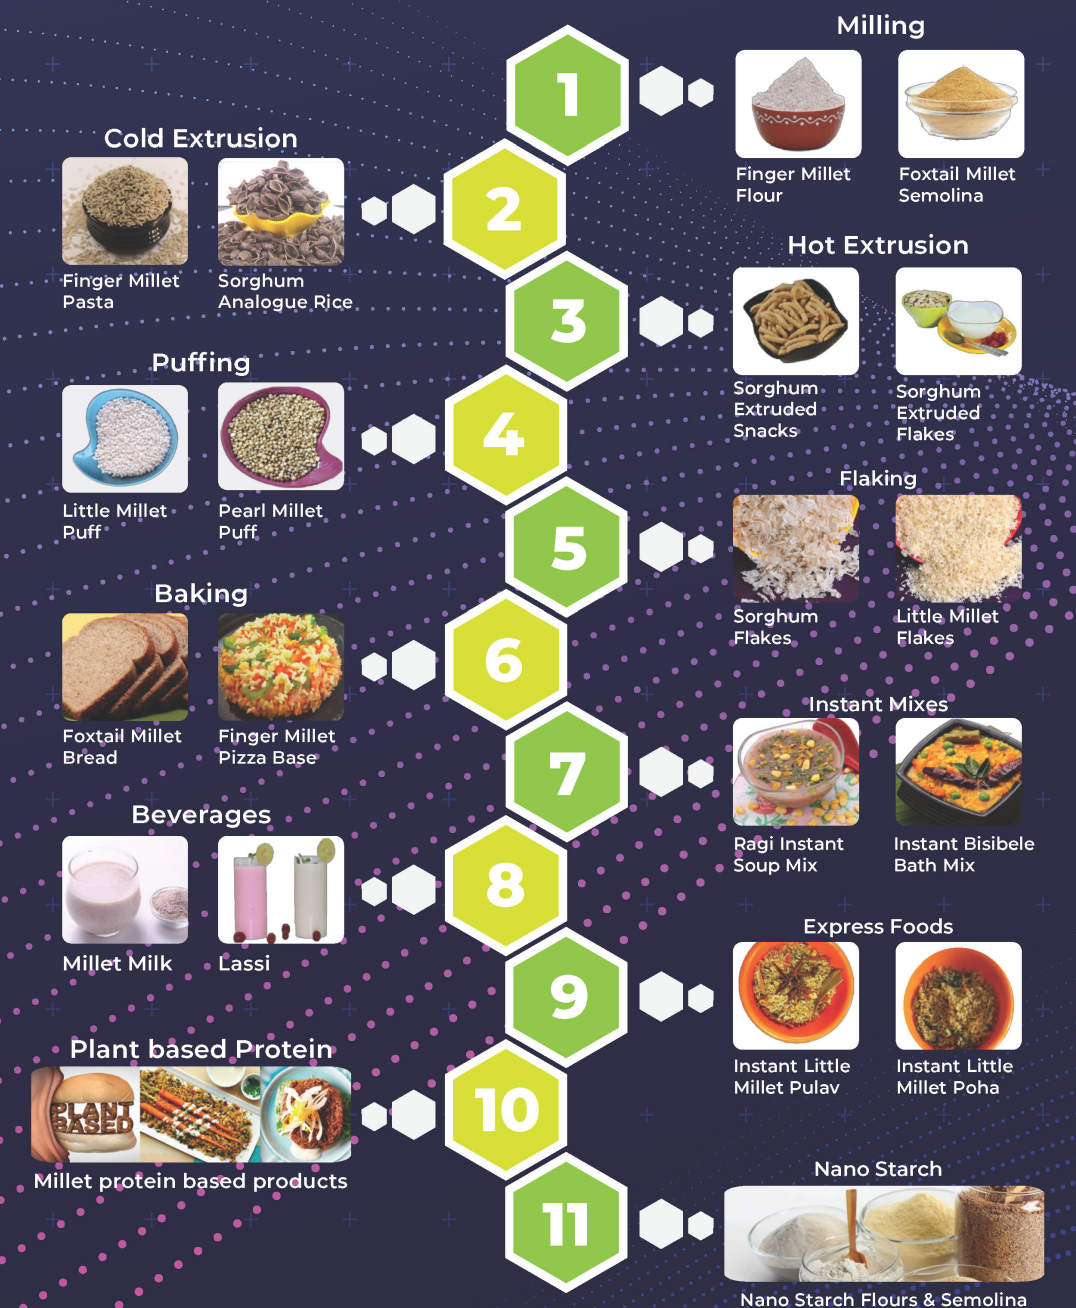 1
Milling
Finger Millet
Flour
Foxtail Millet
Semolina
2
Cold Extrusion
Finger Millet
Pasta
Sorghum
Analogue Rice
3
Hot Extrusion
Sorghum
Extruded
Snacks
Sorghum
Extruded
Flakes
4
Puffing
Little Millet
Puff
Pearl Millet
Puff
5
Flaking
Sorghum
Flakes
Little Millet
Flakes
6
Baking
Foxtail Millet
Bread
Finger Millet
Pizza Base
7
Instant Mixes
Ragi Instant
Soup Mix
Instant Bisibele
Bath Mix
8
Beverages
Millet Milk
Lassi
9
Express Foods
Instant Little
Millet Pulav
Instant Little
Millet Poha
10
Plant based Protein
PLANT
BASED
Millet protein based products
11
Nano Starch
Nano Starch Flours & Semolina